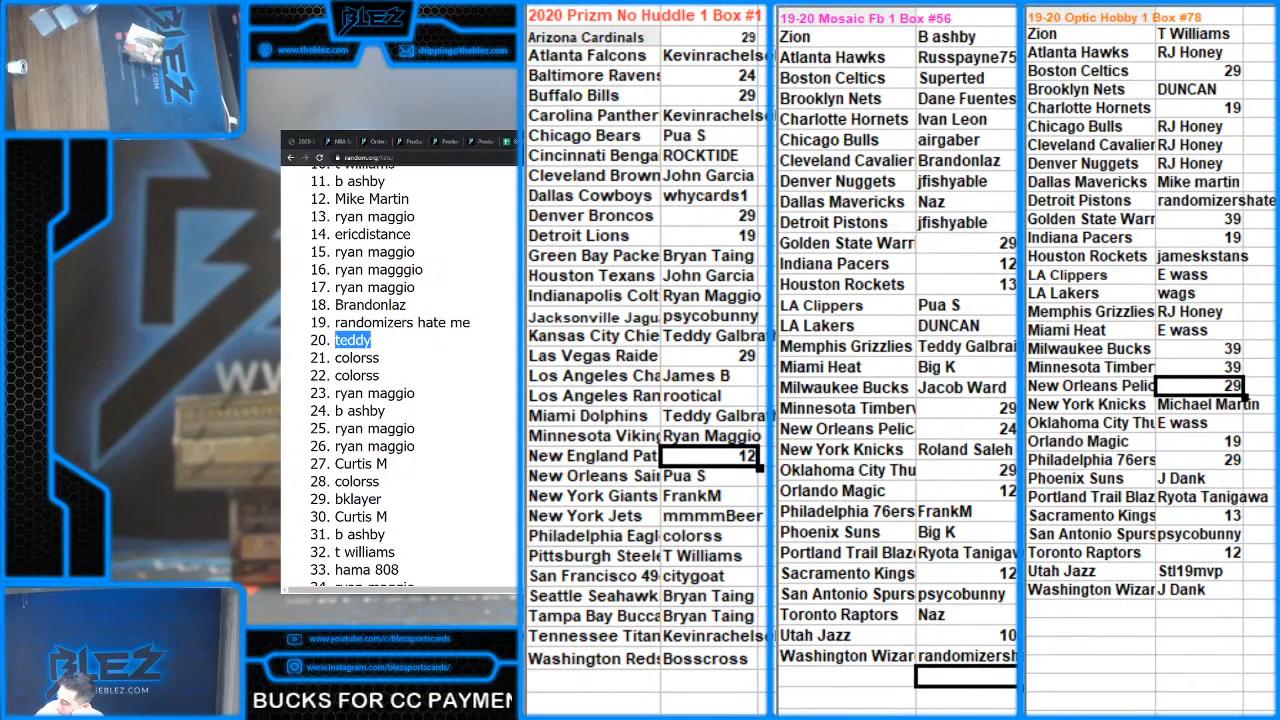 BLEZ
www.theblez.com
shipping@theblez.com
random.org/lists/
10. t williams
11. b ashby
12. Mike Martin
13. ryan maggio
14. ericdistance
15. ryan maggio
16. ryan magggio
17. ryan maggio
18. Brandonlaz
19. randomizers hate me
20. teddy
21. colorss
22. colorss
23. ryan maggio
24. b ashby
25. ryan maggio
26. ryan maggio
27. Curtis M
28. colorss
29. bklayer
30. Curtis M
31. b ashby
32. t williams
33. hama 808
34. ryan maggio
www.youtube.com/c/blezsportscards
www.Instagram.com/blezsportscards/
BUCKS FOR CC PAYMEN
2020 Prizm No Huddle 1 Box #1
Arizona Cardinals 29
Atlanta Falcons Kevinrachelse
Baltimore Ravens 24
Buffalo Bills 29
Carolina Panther Kevinrachelse
Chicago Bears Pua S
Cincinnati Benga ROCKTIDE
Cleveland Brown John Garcia
Dallas Cowboys whycards1
Denver Broncos 29
Detroit Lions 19
Green Bay Packe Bryan Taing
Houston Texans John Garcia
Indianapolis Colt Ryan Maggio
Jacksonville Jagu psycobunny
Kansas City Chie Teddy Galbrat
Las Vegas Raide 29
Los Angeles Cha James B
Los Angeles Ran rootical
Miami Dolphins Teddy Galbrat
Minnesota Viking Ryan Maggio
New England Pat 12
New Orleans Sai Pua S
New York Giants FrankM
New York Jets mmmmBeer
Philadelphia Eagl colorss
Pittsburgh Steele T Williams
San Francisco 49 citygoat
Seattle Seahawk Bryan Taing
Tampa Bay Bucca Bryan Taing
Tennessee Titan Kevinrachelse
Washington Reds Bosscross
19-20 Mosaic Fb 1 Box #56
Zion B ashby
Atlanta Hawks Russpayne75
Boston Celtics Superted
Brooklyn Nets Dane Fuentes
Charlotte Hornets Ivan Leon
Chicago Bulls airgaber
Cleveland Cavalier Brandonlaz
Denver Nuggets jfishyable
Dallas Mavericks Naz
Detroit Pistons jfishyable
Golden State Warri 29
Indiana Pacers 12
Houston Rockets 13
LA Clippers Pua S
LA Lakers DUNCAN
Memphis Grizzlies Teddy Galbrai
Miami Heat Big K
Milwaukee Bucks Jacob Ward
Minnesota Timberv 29
New Orleans Pelic 24
New York Knicks Roland Saleh
Oklahoma City Thu 29
Orlando Magic 12
Philadelphia 76ers FrankM
Phoenix Suns Big K
Portland Trail Blaz Ryota Tanigaw
Sacramento Kings 12
San Antonio Spurs psycobunny
Toronto Raptors Naz
Utah Jazz 10
Washington Wizar randomizersh
19-20 Optic Hobby 1 Box #78
Zion T Williams
Atlanta Hawks RJ Honey
Boston Celtics 29
Brooklyn Nets DUNCAN
Charlotte Hornets 19
Chicago Bulls RJ Honey
Cleveland Cavalier RJ Honey
Denver Nuggets RJ Honey
Dallas Mavericks Mike martin
Detroit Pistons randomizershate
Golden State Warr 39
Indiana Pacers 19
Houston Rockets jameskstans
LA Clippers E wass
LA Lakers wags
Memphis Grizzlies RJ Honey
Miami Heat E wass
Milwaukee Bucks 39
Minnesota Timber 39
New Orleans Pelic 29
New York Knicks Michael Martin
Oklahoma City Thu E wass
Orlando Magic 19
Philadelphia 76ers 29
Phoenix Suns J Dank
Portland Trail Blaz Ryota Tanigawa
Sacramento Kings 13
San Antonio Spurs psycobunny
Toronto Raptors 12
Utah Jazz Stl19mvp
Washington Wizar J Dank